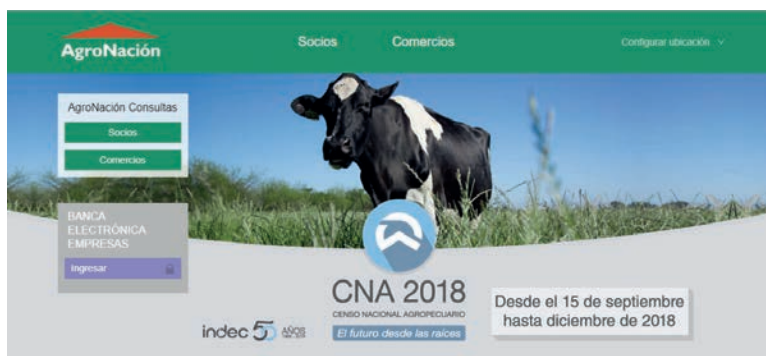 AgroNación
Socios
Comercios
Configurar ubicación
AgroNación Consultas
Socios
Comercios
BANCA
ELECTRÓNICA
EMPRESAS
Ingresar
CNA 2018
CENSO NACIONAL AGROPECUARIO
El futuro desde las raíces
indec 50 AÑOS
Desde el 15 de septiembre
hasta diciembre de 2018